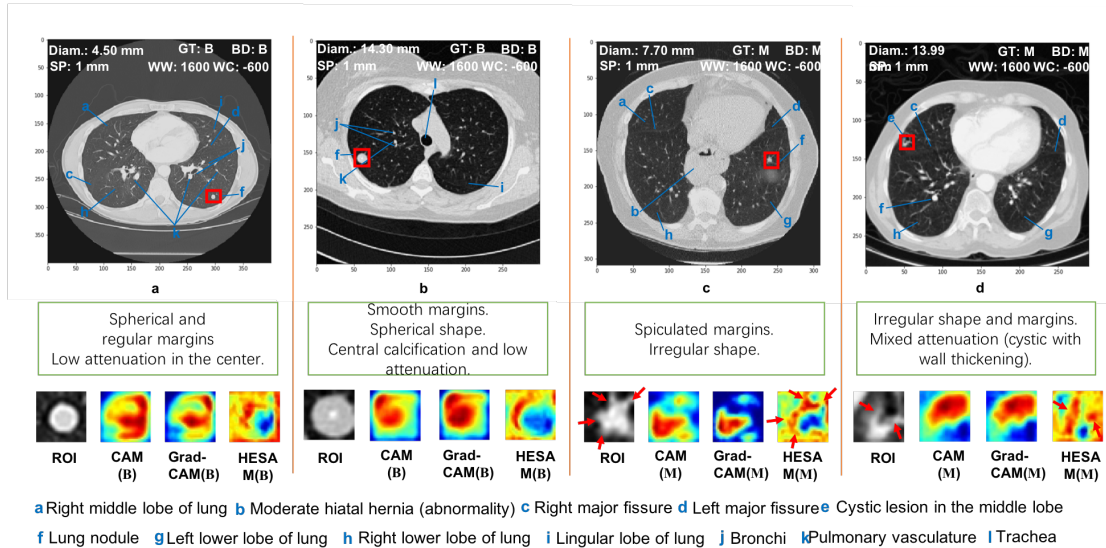 Diam.: 4.50 mm GT: B BD: B
SP: 1 mm WW: 1600 WC: -600
Diam.: 14.30 mm GT: B BD: B
SP: 1 mm WW: 1600 WC: -600
Diam.: 7.70 mm GT: M BD: M
SP: 1 mm WW: 1600 WC: -600
Diam.: 13.99 GT: M BD: M
1 mm WW: 1600 WC: -600
a
b
c
d
Spherical and
regular margins
Low attenuation in the center.
Smooth margins.
Spherical shape.
Central calcification and low
attenuation.
Spiculated margins.
Irregular shape.
Irregular shape and margins.
Mixed attenuation (cystic with
wall thickening).
ROI CAM (B) Grad-CAM(B) HESAM(B)
ROI CAM (B) Grad-CAM(B) HESAM(B)
ROI CAM (M) Grad-CAM(M) HESAM(M)
ROI CAM (M) Grad-CAM(M) HESAM(M)
a Right middle lobe of lung b Moderate hiatal hernia (abnormality) c Right major fissure d Left major fissure e Cystic lesion in the middle lobe
f Lung nodule g Left lower lobe of lung h Right lower lobe of lung i Lingular lobe of lung j Bronchi k Pulmonary vasculature l Trachea